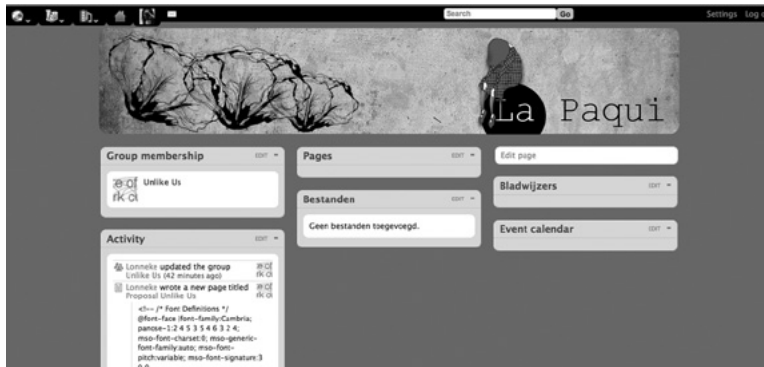 Search
Go
Settings Log
La Paqui
Group membership
EDIT
Unlike Us
Activity
EDIT
Lonneke updated the group
Unlike Us (42 minutes ago)
Lonneke wrote a new page titled
Proposal Unlike Us
<!-- /* Font Definitions */
@font-face {font-family:Cambria;
panose-1:2 4 5 3 5 4 6 3 2 4;
mso-font-charset:0; mso-generic-
font-family:auto; mso-font-
pitch:variable; mso-font-signature:3
Pages
EDIT
Bestanden
EDIT
Geen bestanden toegevoegd.
Edit page
Bladwijzers
EDIT
Event calendar
EDIT